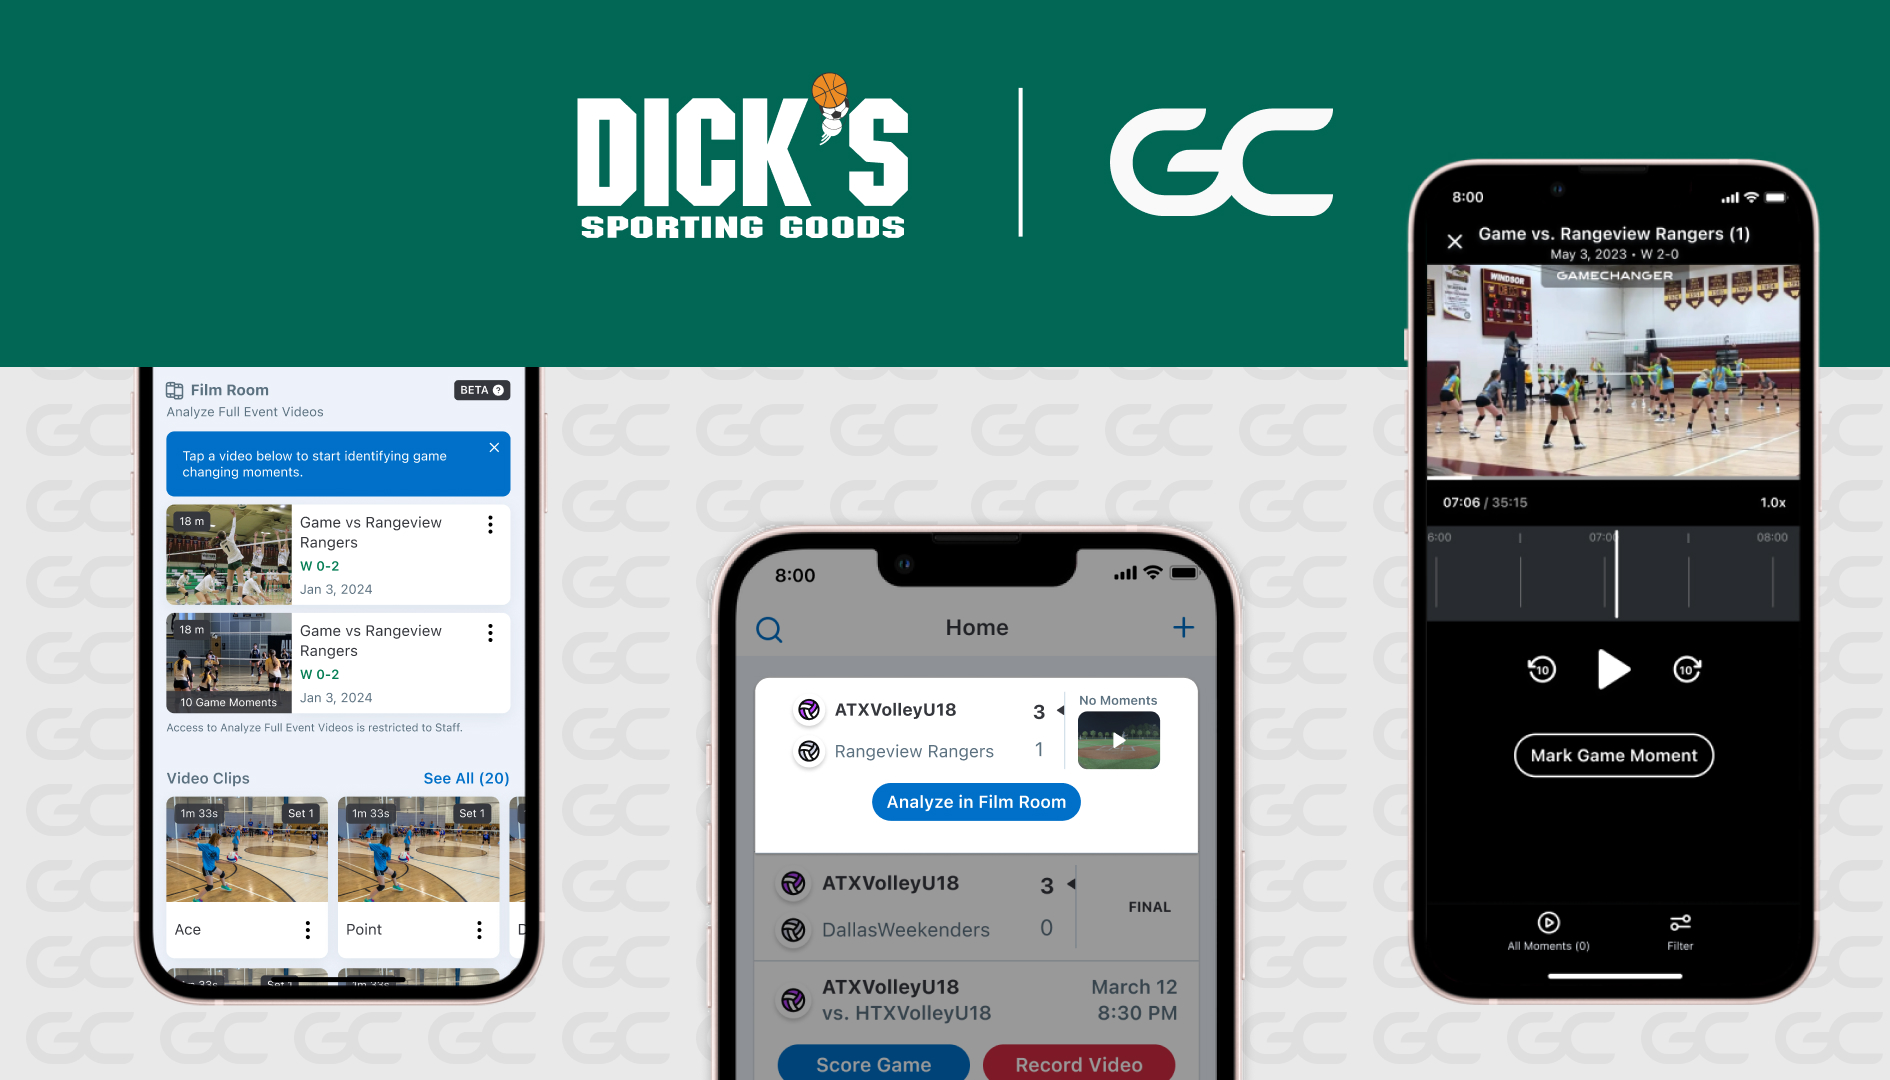 DICK'S
SPORTING GOODS
GC
Film Room
BETA ?
Analyze Full Event Videos
Tap a video below to start identifying game
changing moments.
18 m
Game vs Rangeview
Rangers
W 0-2
Jan 3, 2024
18 m
Game vs Rangeview
Rangers
W 0-2
Jan 3, 2024
10 Game Moments
Access to Analyze Full Event Videos is restricted to Staff.
Video Clips
See All (20)
1m 33s
Set 1
1m 33s
Set 1
Ace
Point
D
1m 33s
Set 1
1m 33s
8:00
Home
ATXVolleyU18
3
No Moments
Rangeview Rangers
1
Analyze in Film Room
ATXVolleyU18
3
FINAL
DallasWeekenders
0
ATXVolleyU18
March 12
vs. HTXVolleyU18
8:30 PM
Score Game
Record Video
8:00
Game vs. Rangeview Rangers (1)
May 3, 2023 • W 2-0
GAMECHANGER
WINDSOR
07:06 / 35:15
1.0x
6:00
07:00
08:00
10
10
Mark Game Moment
All Moments (0)
Filter